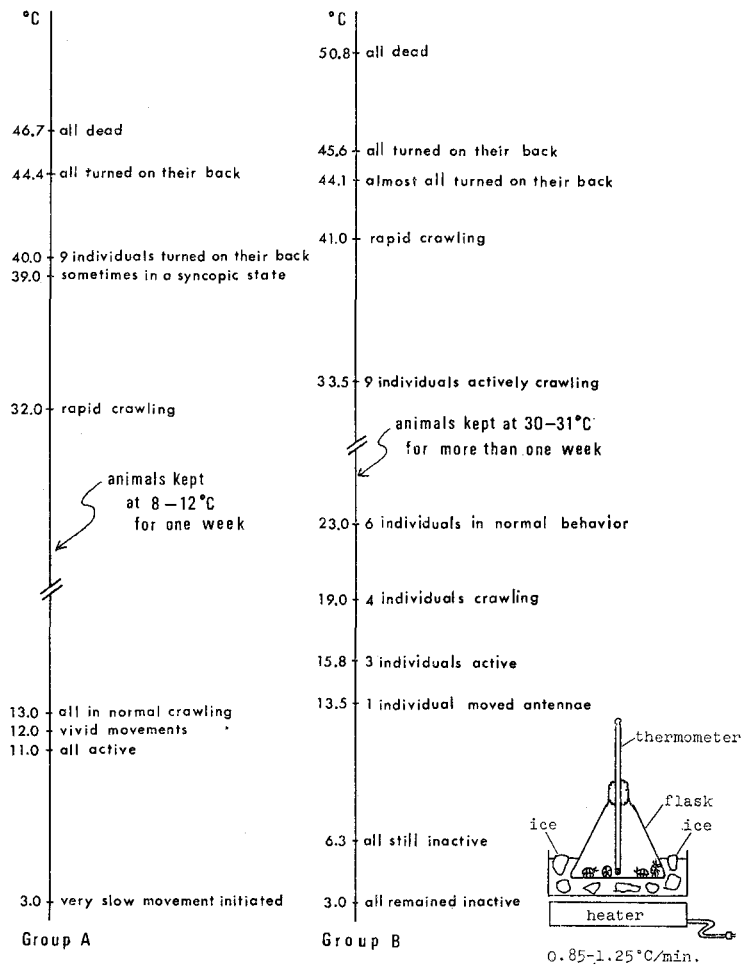 °C
46.7 all dead
44.4 all turned on their back
40.0 9 individuals turned on their back
39.0 sometimes in a syncopic state
32.0 rapid crawling
animals kept
at 8–12°C
for one week
13.0 all in normal crawling
12.0 vivid movements
11.0 all active
3.0 very slow movement initiated
Group A
°C
50.8 all dead
45.6 all turned on their back
44.1 almost all turned on their back
41.0 rapid crawling
33.5 9 individuals actively crawling
animals kept at 30–31°C
for more than one week
23.0 6 individuals in normal behavior
19.0 4 individuals crawling
15.8 3 individuals active
13.5 1 individual moved antennae
6.3 all still inactive
3.0 all remained inactive
Group B
thermometer
flask
ice
ice
heater
0.85-1.25°C/min.